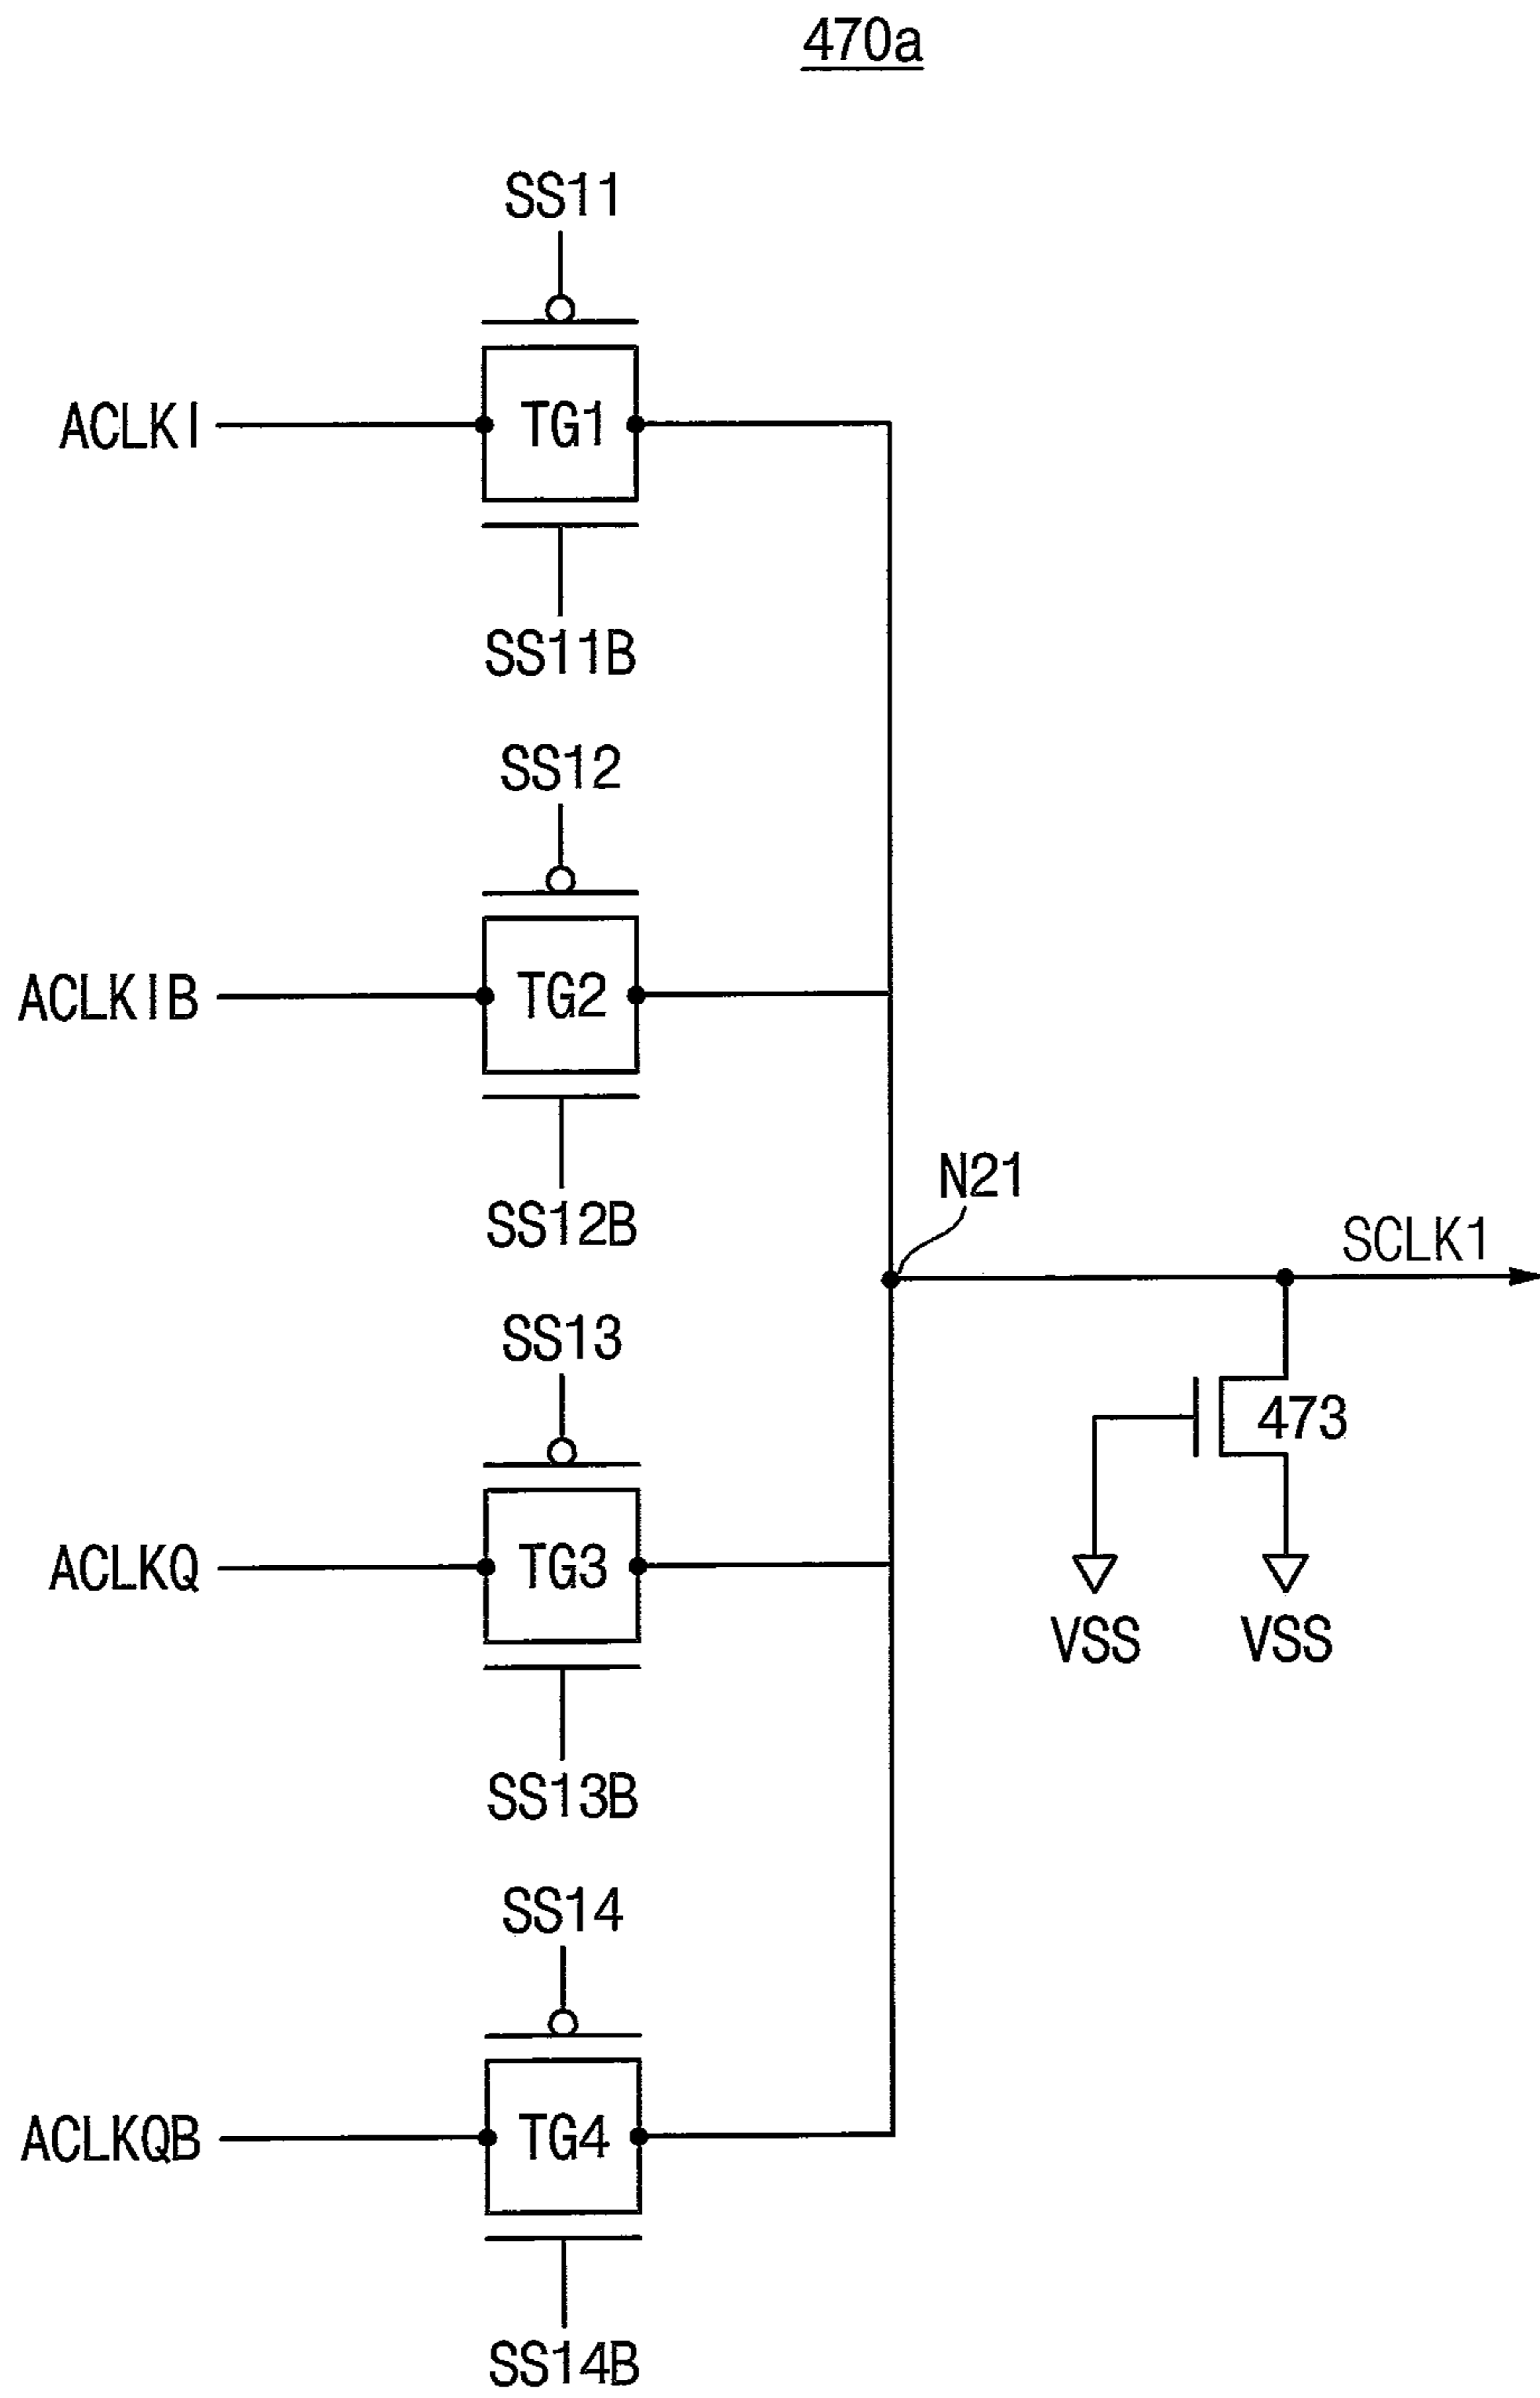 470a
SS11
ACLKI
TG1
SS11B
SS12
ACLKIB
TG2
SS12B
N21
SCLK1
SS13
473
ACLKQ
TG3
VSS
VSS
SS13B
SS14
ACLKQB
TG4
SS14B